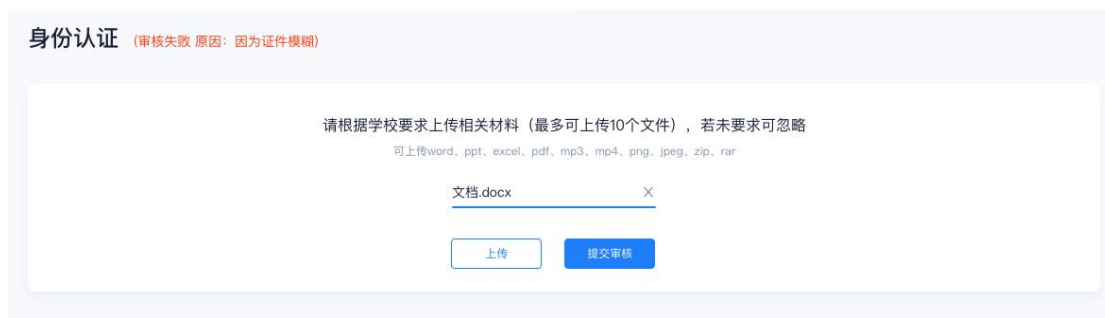 身份认证 (审核失败 原因：因为证件模糊)
请根据学校要求上传相关材料（最多可上传10个文件），若未要求可忽略
可上传word、ppt、excel、pdf、mp3、mp4、png、jpeg、zip、rar
文档.docx X
上传 提交审核